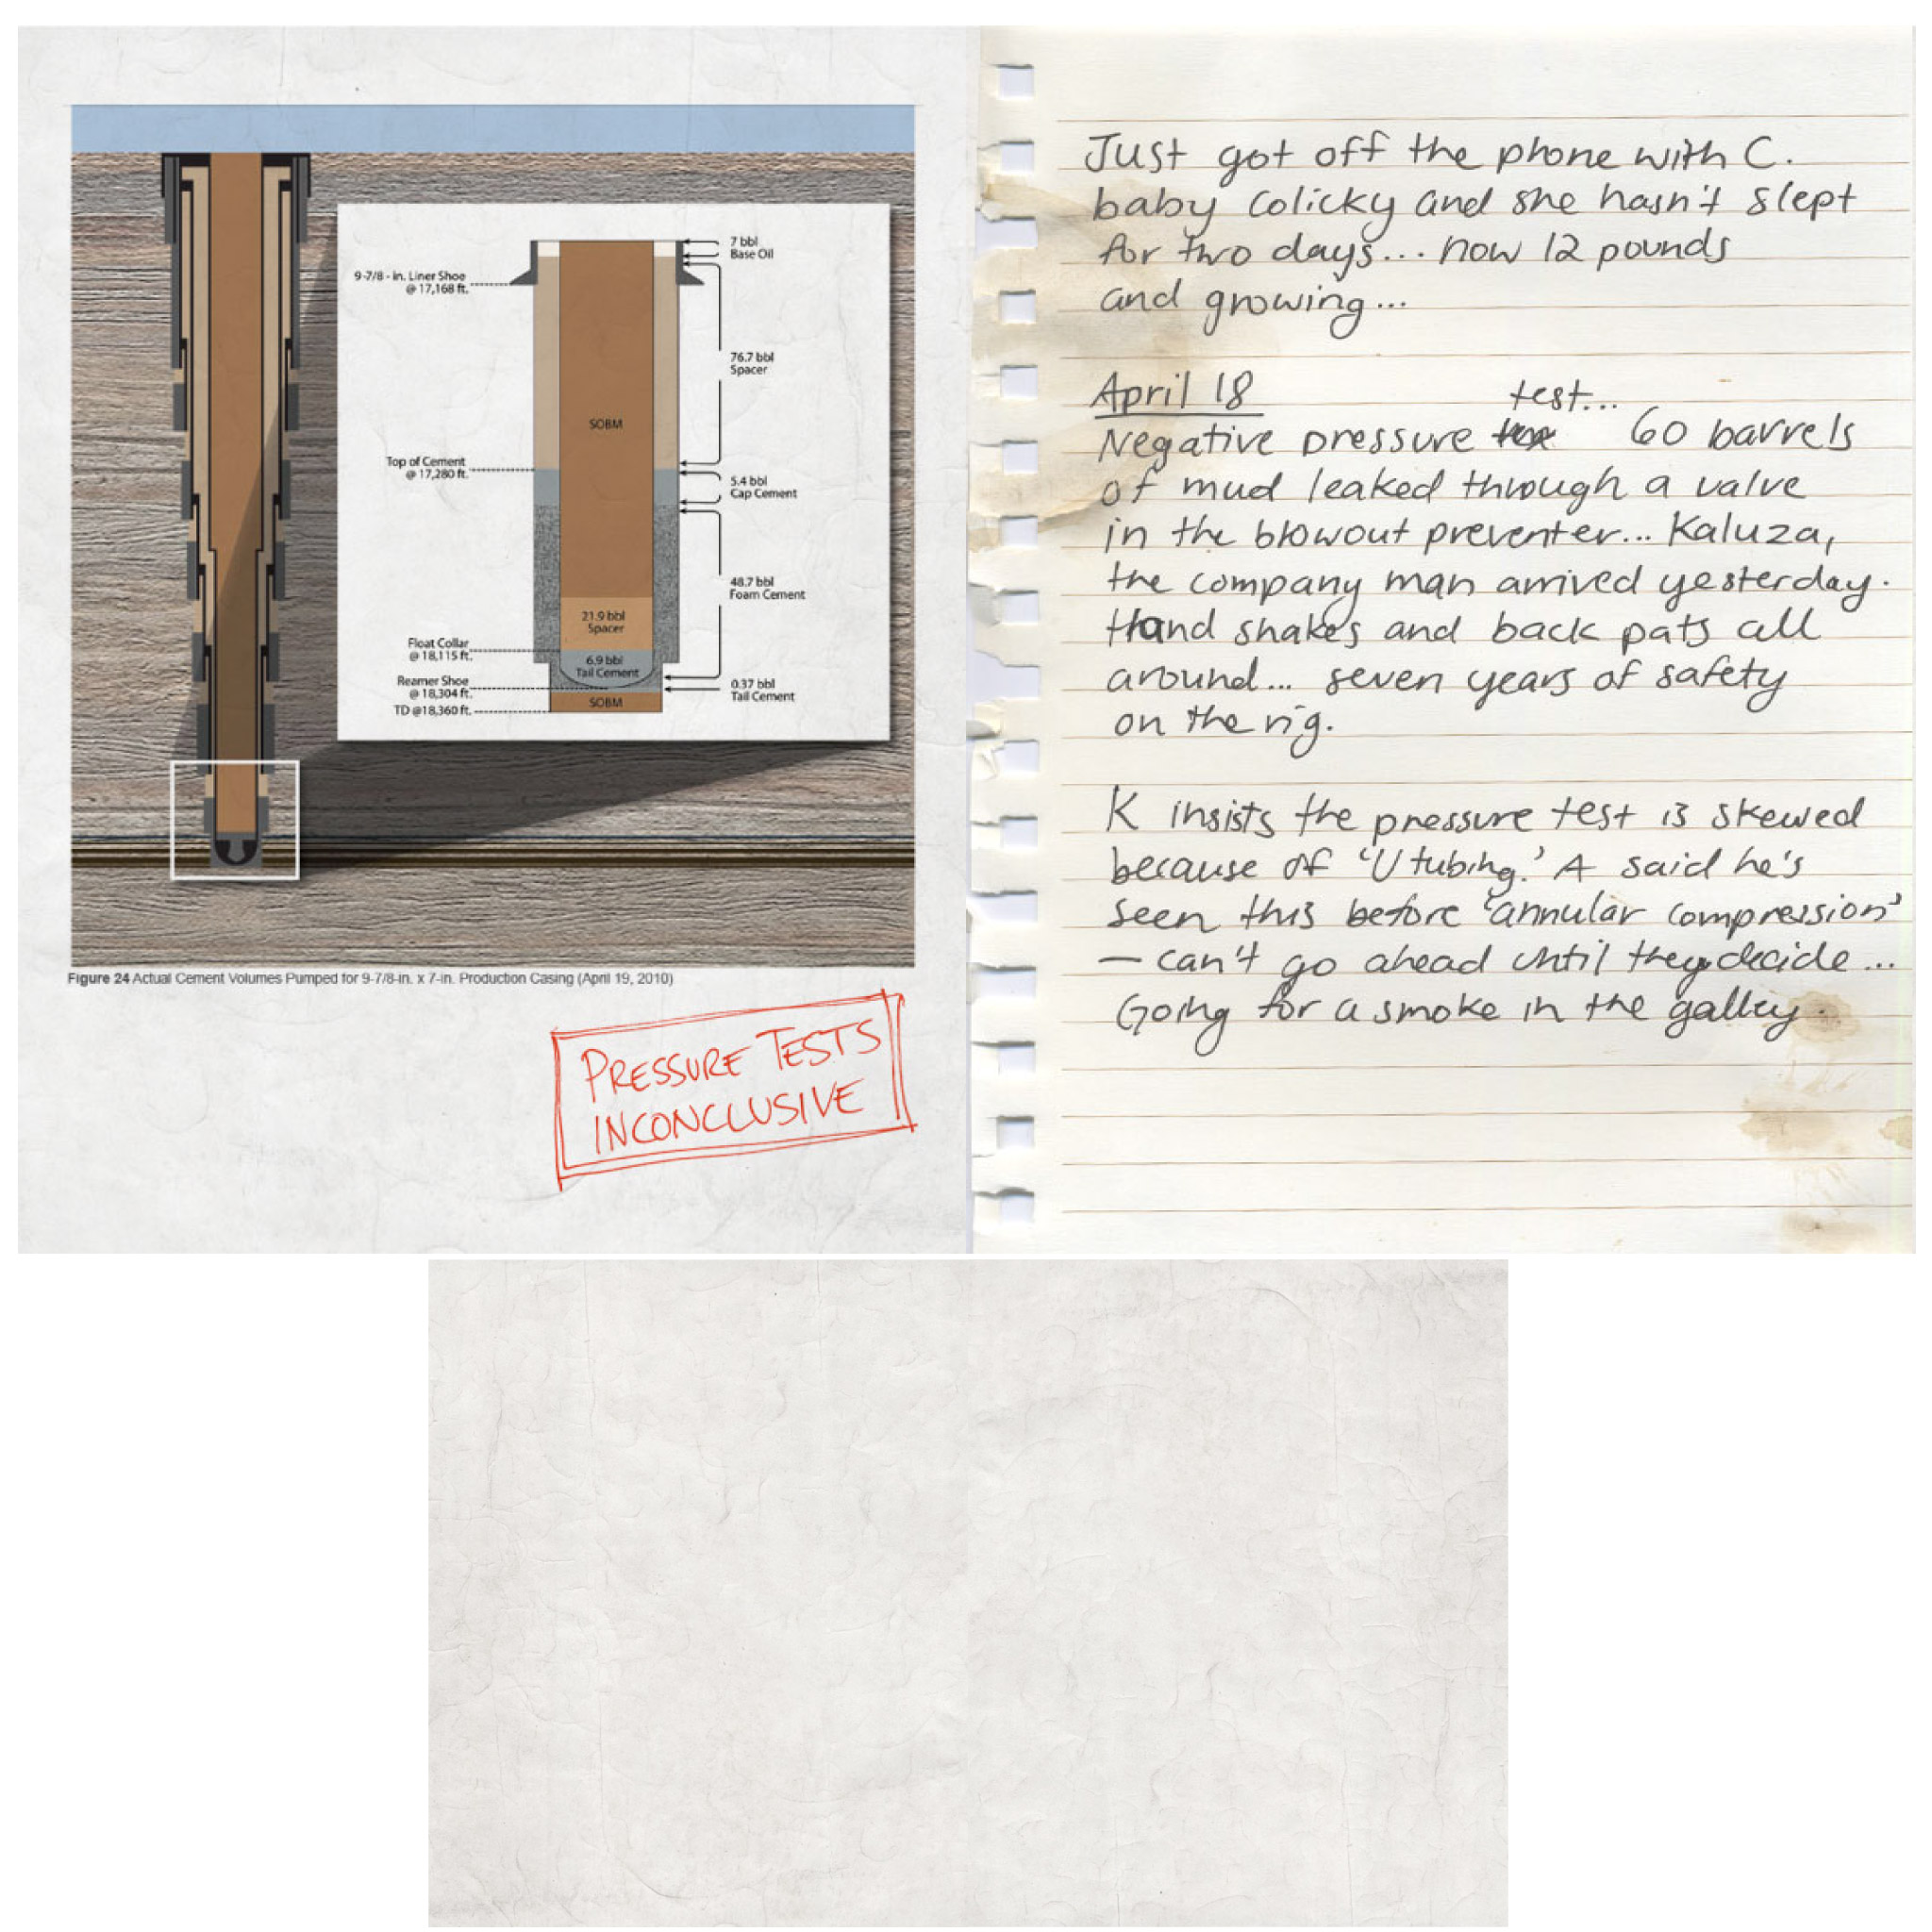 7 bbl
Base Oil
9-7/8 - in. Liner Shoe
@ 17,168 ft.
76.7 bbl
Spacer
SOBM
Top of Cement
@ 17,280 ft.
5.4 bbl
Cap Cement
48.7 bbl
Foam Cement
21.9 bbl
Spacer
Float Collar
@ 18,115 ft.
6.9 bbl
Tail Cement
Reamer Shoe
@ 18,304 ft.
0.37 bbl
Tail Cement
SOBM
TD @18,360 ft.
Figure 24 Actual Cement Volumes Pumped for 9-7/8-in. x 7-in. Production Casing (April 19, 2010)
PRESSURE TESTS
INCONCLUSIVE
Just got off the phone with C.
baby colicky and she hasn't slept
for two days... now 12 pounds
and growing...
April 18
test...
Negative pressure 60 barrels
of mud leaked through a valve
in the blowout preventer... Kaluza,
the company man arrived yesterday.
Hand shakes and back pats all
around... seven years of safety
on the rig.
K insists the pressure test is skewed
because of 'U tubing.' A said he's
seen this before 'annular compression'
— can't go ahead until they decide...
Going for a smoke in the galley.